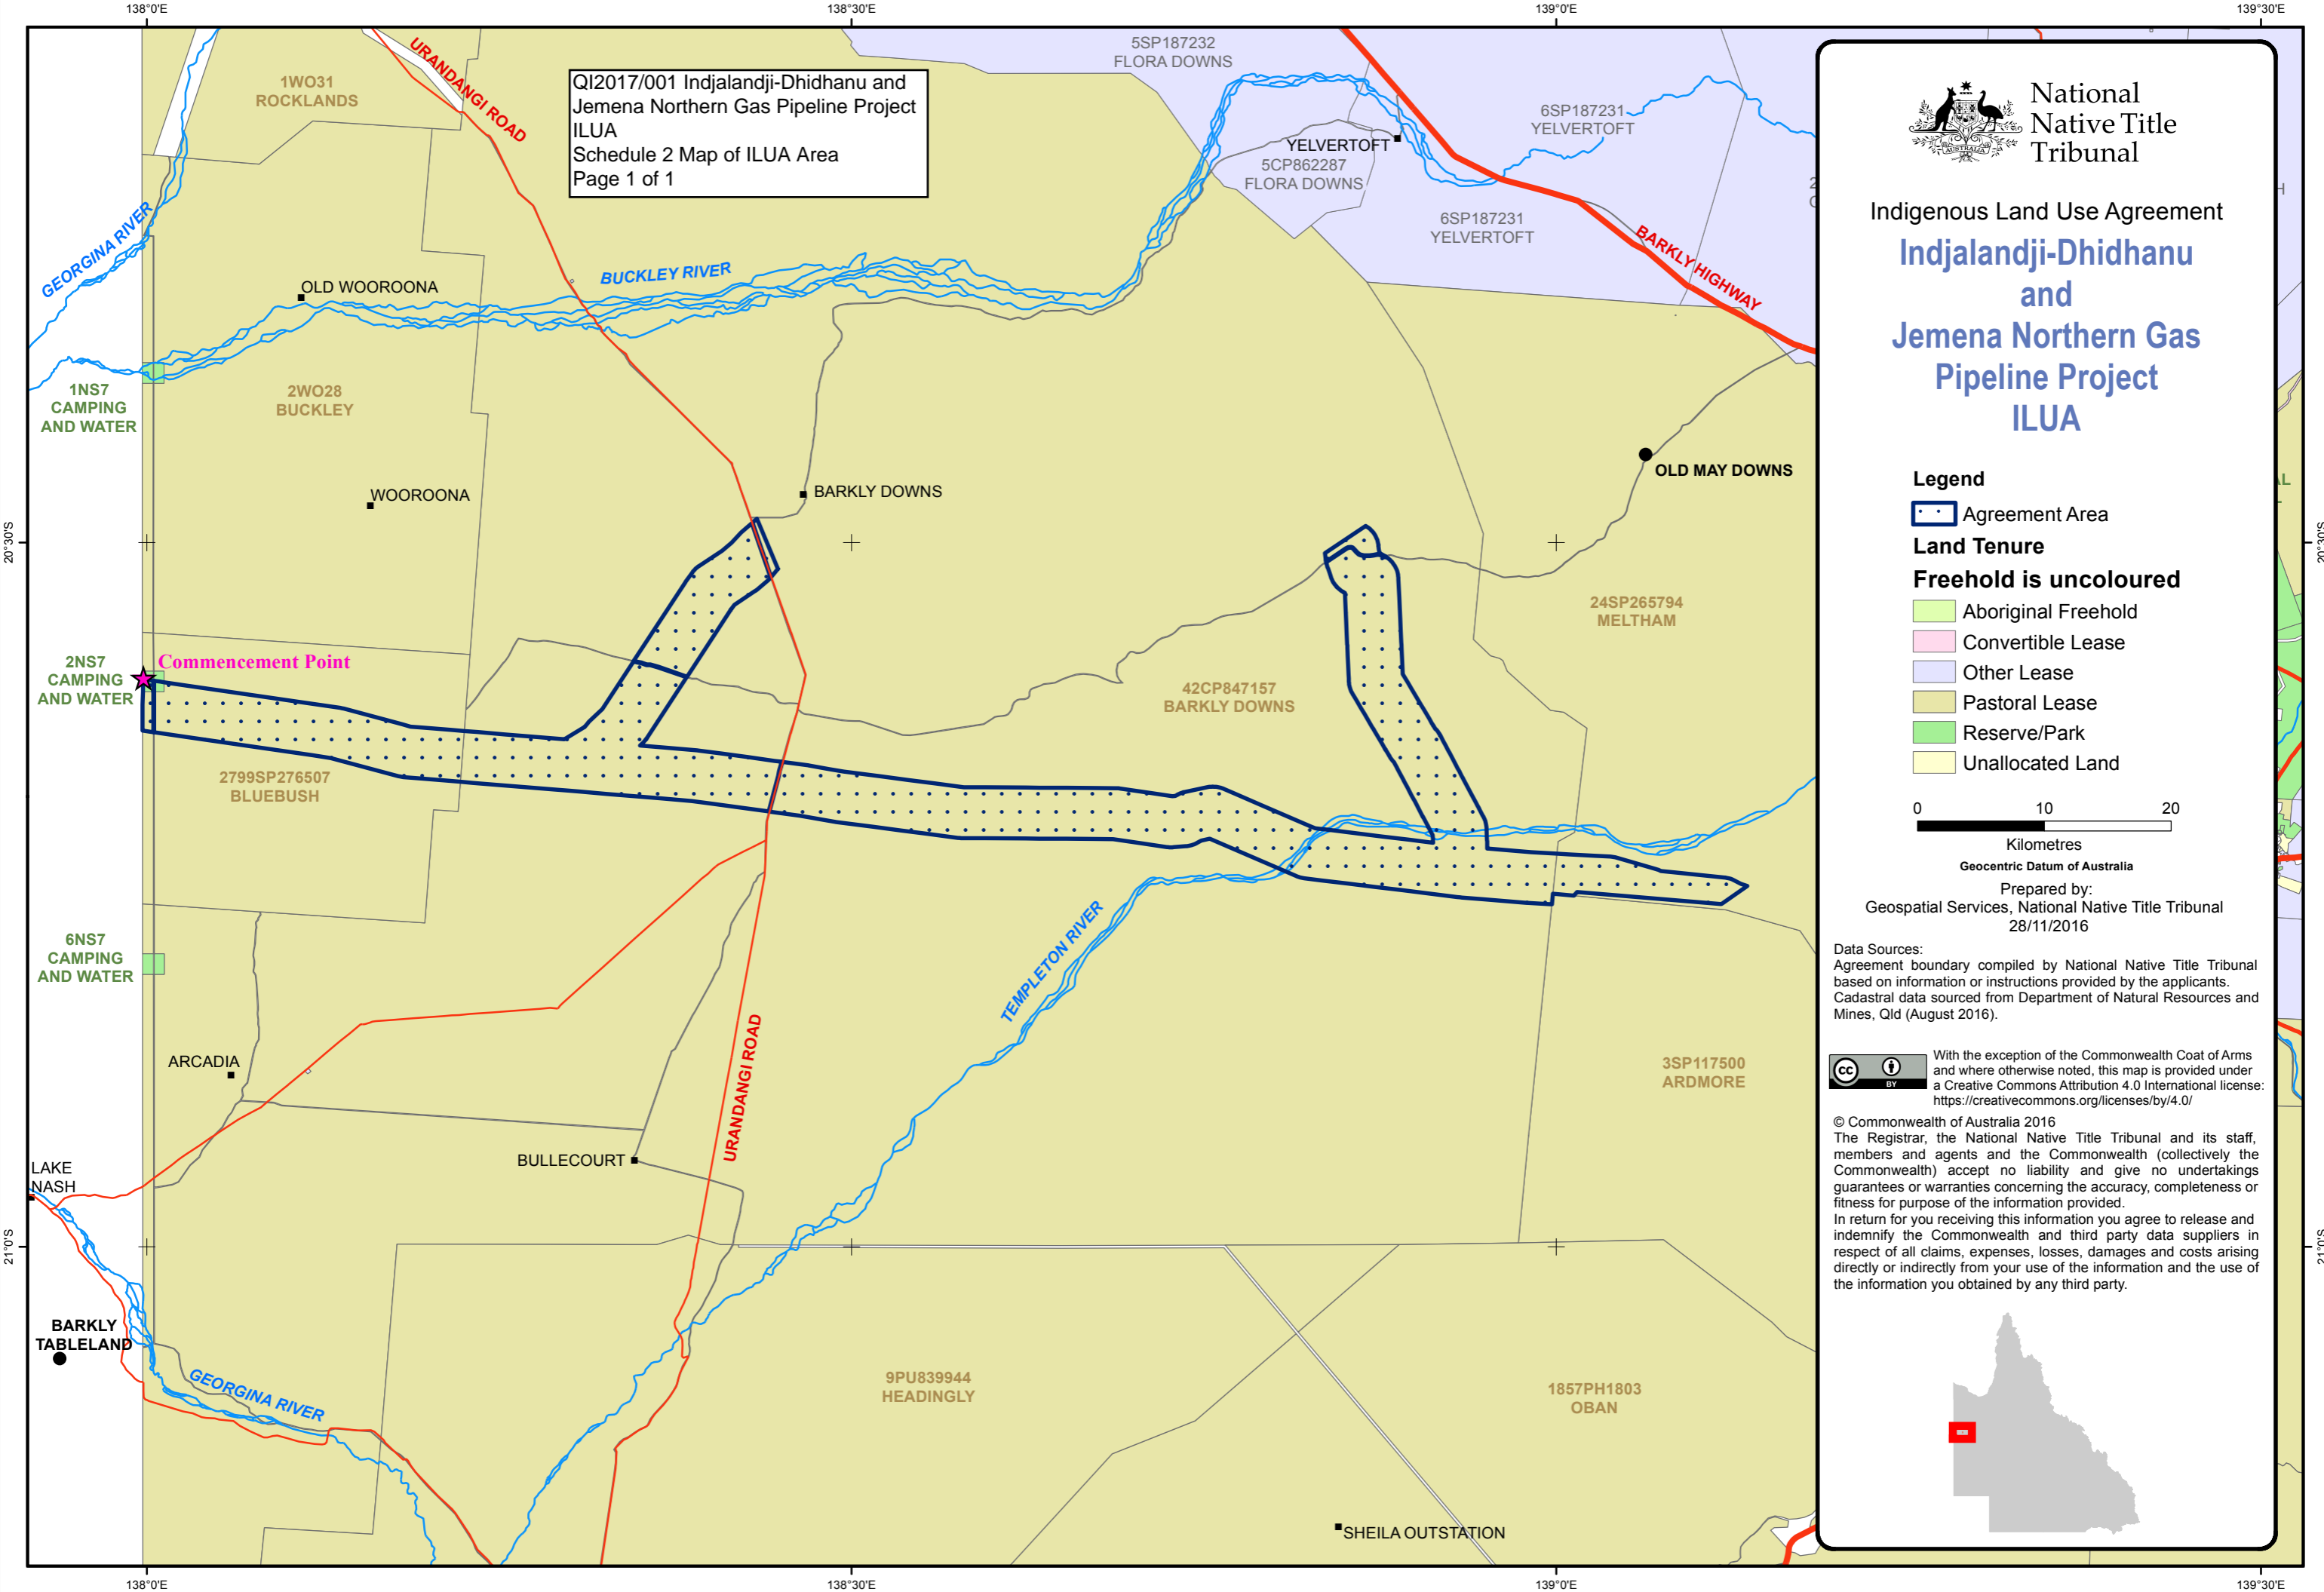 138°0'E
138°30'E
139°0'E
139°30'E
QI2017/001 Indjalandji-Dhidhanu and
Jemena Northern Gas Pipeline Project
ILUA
Schedule 2 Map of ILUA Area
Page 1 of 1
1WO31
ROCKLANDS
URANDANGI ROAD
5SP187232
FLORA DOWNS
6SP187231
YELVERTOFT
YELVERTOFT
5CP862287
FLORA DOWNS
6SP187231
YELVERTOFT
BARKLY HIGHWAY
GEORGINA RIVER
OLD WOOROONA
BUCKLEY RIVER
1NS7
CAMPING
AND WATER
2WO28
BUCKLEY
WOOROONA
BARKLY DOWNS
OLD MAY DOWNS
20°30'S
20°30'S
24SP265794
MELTHAM
2NS7
CAMPING
AND WATER
Commencement Point
42CP847157
BARKLY DOWNS
2799SP276507
BLUEBUSH
TEMPLETON RIVER
6NS7
CAMPING
AND WATER
ARCADIA
URANDANGI ROAD
3SP117500
ARDMORE
BULLECOURT
LAKE
NASH
21°0'S
21°0'S
BARKLY
TABLELAND
GEORGINA RIVER
9PU839944
HEADINGLY
1857PH1803
OBAN
SHEILA OUTSTATION
138°0'E
138°30'E
139°0'E
139°30'E
AUSTRALIA
National
Native Title
Tribunal
Indigenous Land Use Agreement
Indjalandji-Dhidhanu
and
Jemena Northern Gas
Pipeline Project
ILUA
Legend
Agreement Area
Land Tenure
Freehold is uncoloured
Aboriginal Freehold
Convertible Lease
Other Lease
Pastoral Lease
Reserve/Park
Unallocated Land
0 10 20
Kilometres
Geocentric Datum of Australia
Prepared by:
Geospatial Services, National Native Title Tribunal
28/11/2016
Data Sources:
Agreement boundary compiled by National Native Title Tribunal
based on information or instructions provided by the applicants.
Cadastral data sourced from Department of Natural Resources and
Mines, Qld (August 2016).
cc BY
With the exception of the Commonwealth Coat of Arms
and where otherwise noted, this map is provided under
a Creative Commons Attribution 4.0 International license:
https://creativecommons.org/licenses/by/4.0/
© Commonwealth of Australia 2016
The Registrar, the National Native Title Tribunal and its staff,
members and agents and the Commonwealth (collectively the
Commonwealth) accept no liability and give no undertakings
guarantees or warranties concerning the accuracy, completeness or
fitness for purpose of the information provided.
In return for you receiving this information you agree to release and
indemnify the Commonwealth and third party data suppliers in
respect of all claims, expenses, losses, damages and costs arising
directly or indirectly from your use of the information and the use of
the information you obtained by any third party.